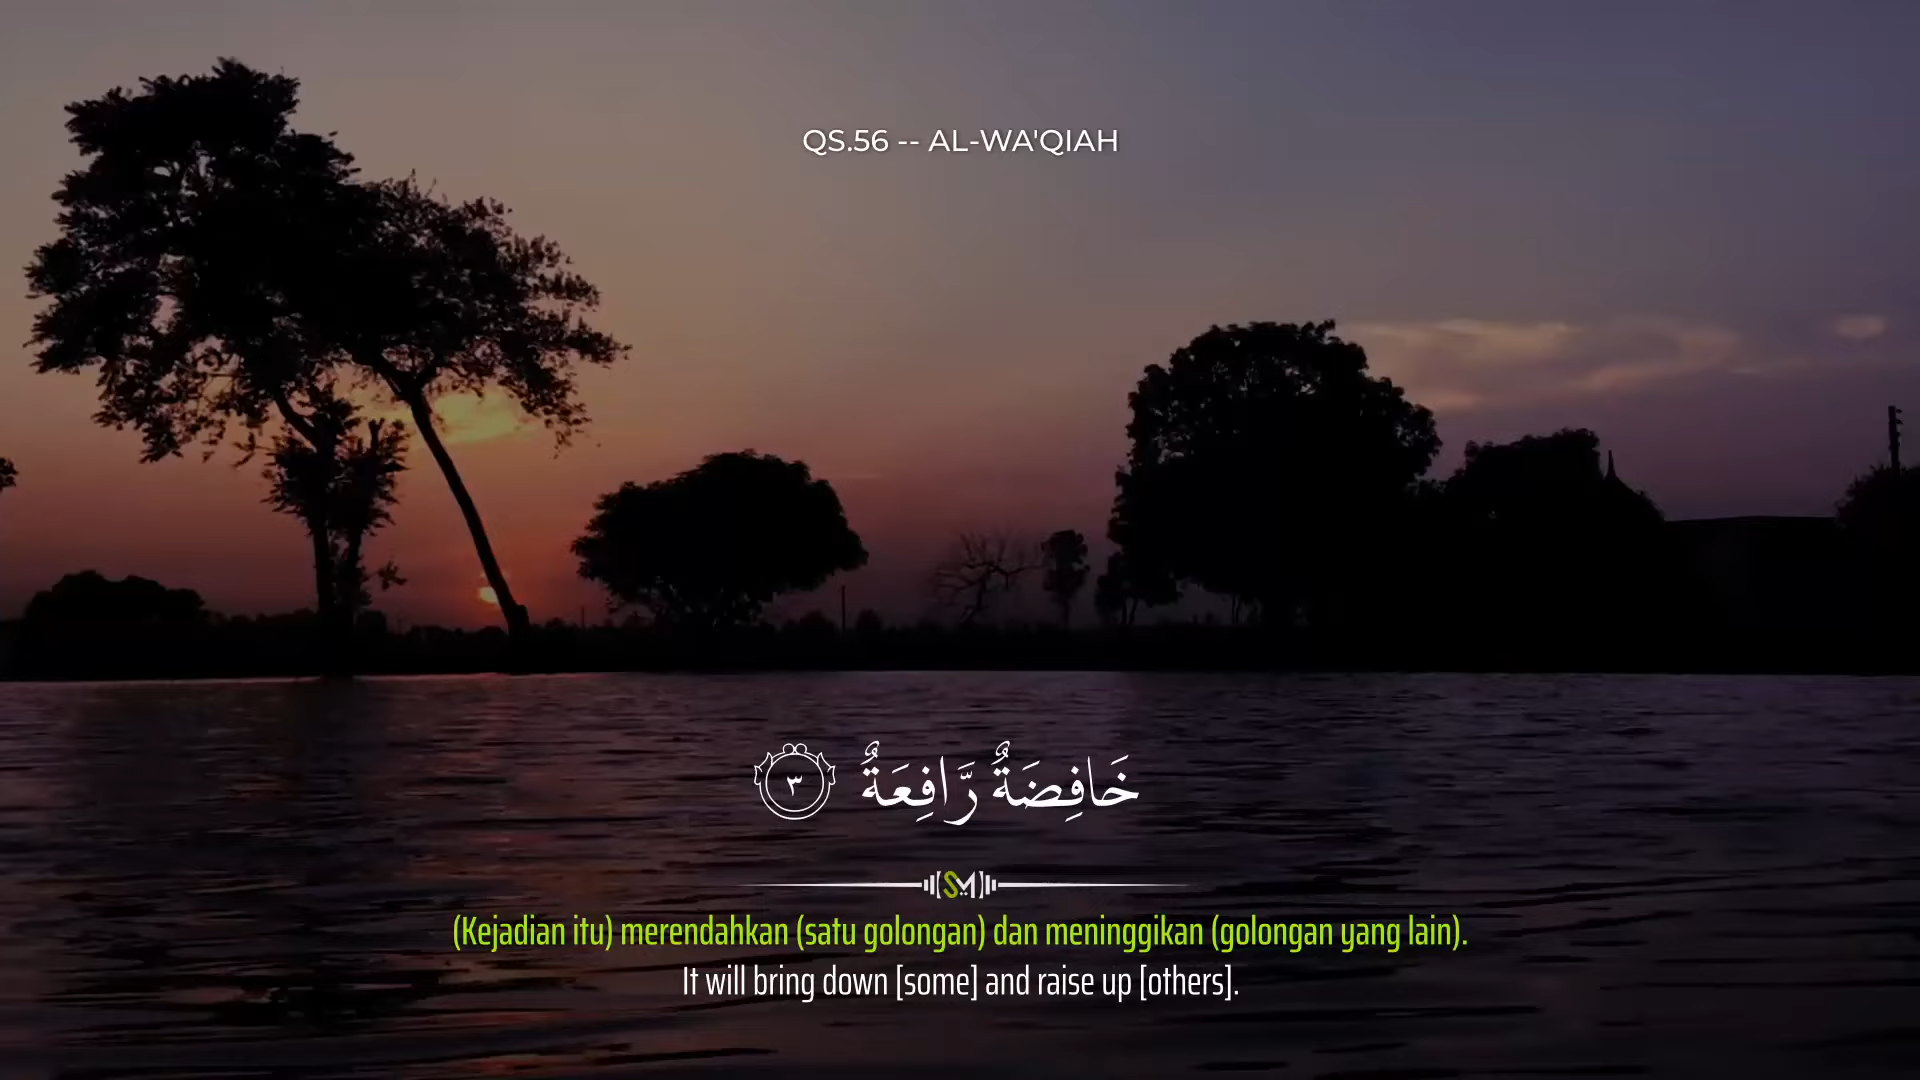 QS.56 -- AL-WA'QIAH
خَافِضَةٌ رَّافِعَةٌ ٣
SM
(Kejadian itu) merendahkan (satu golongan) dan meninggikan (golongan yang lain).
It will bring down [some] and raise up [others].